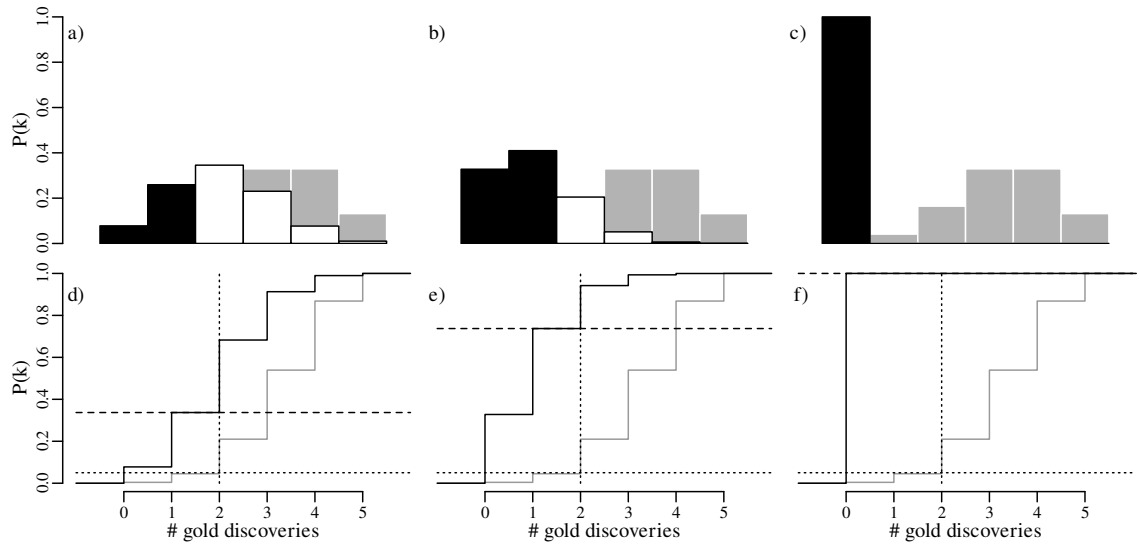 a) b) c)
P(k)
0.0 0.2 0.4 0.6 0.8 1.0
d) e) f)
P(k)
0.0 0.2 0.4 0.6 0.8 1.0
0 1 2 3 4 5 0 1 2 3 4 5 0 1 2 3 4 5
# gold discoveries # gold discoveries # gold discoveries